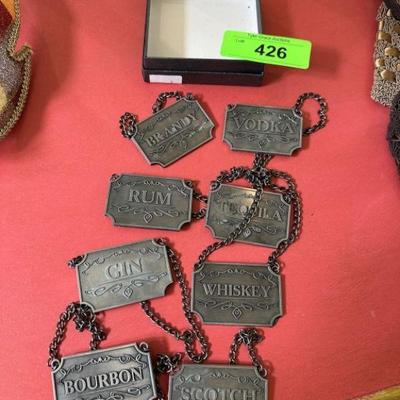 426
BRANDY
VODKA
RUM
TEQUILA
GIN
WHISKEY
BOURBON
SCOTCH